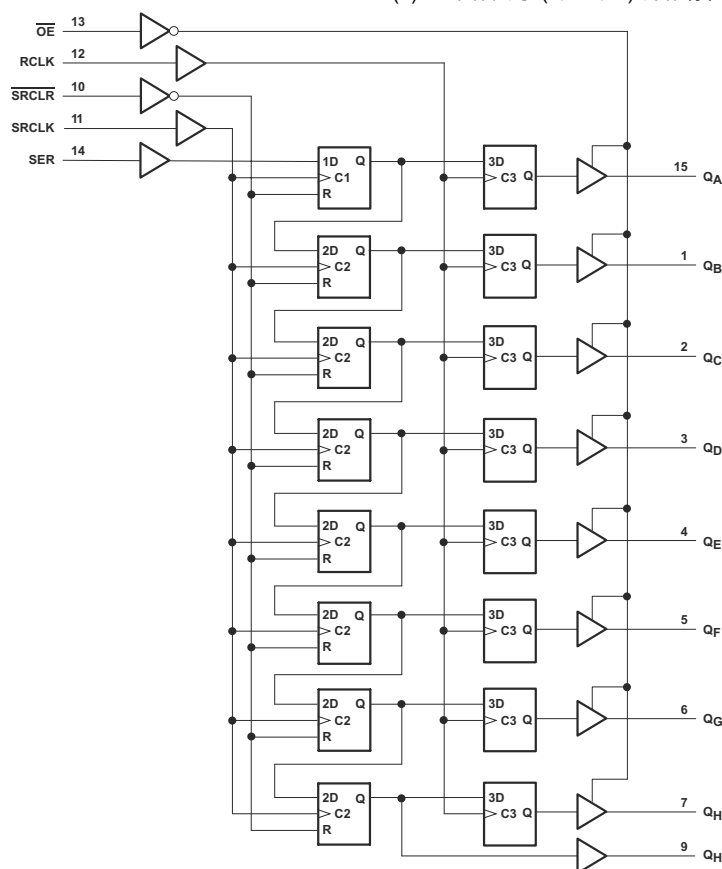 OE 13
RCLK 12
SRCLR 10
SRCLK 11
SER 14
1D Q 3D
C1 C3 Q 15 QA
R
2D Q 3D
C2 C3 Q 1 QB
R
2D Q 3D
C2 C3 Q 2 QC
R
2D Q 3D
C2 C3 Q 3 QD
R
2D Q 3D
C2 C3 Q 4 QE
R
2D Q 3D
C2 C3 Q 5 QF
R
2D Q 3D
C2 C3 Q 6 QG
R
2D Q 3D
C2 C3 Q 7 QH
R
9 QH